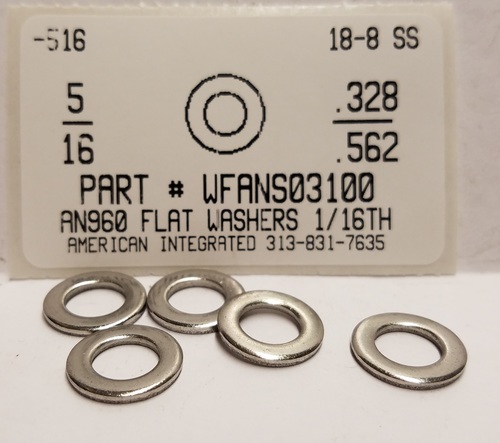 -516
18-8 SS
5
16
.328
.562
PART # WFANS03100
AN960 FLAT WASHERS 1/16TH
AMERICAN INTEGRATED 313-831-7635